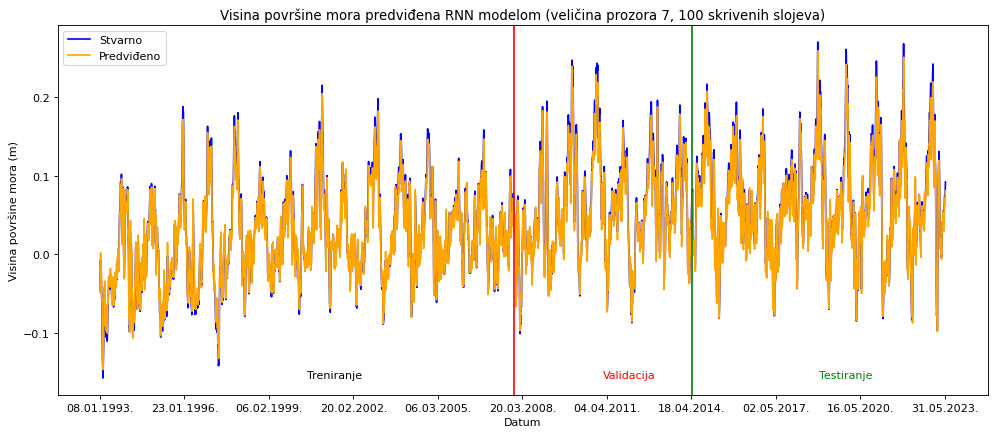 Visina površine mora predviđena RNN modelom (veličina prozora 7, 100 skrivenih slojeva)
Stvarno
Predviđeno
Visina površine mora (m)
0.2
0.1
0.0
−0.1
Treniranje
Validacija
Testiranje
08.01.1993. 23.01.1996. 06.02.1999. 20.02.2002. 06.03.2005. 20.03.2008. 04.04.2011. 18.04.2014. 02.05.2017. 16.05.2020. 31.05.2023.
Datum